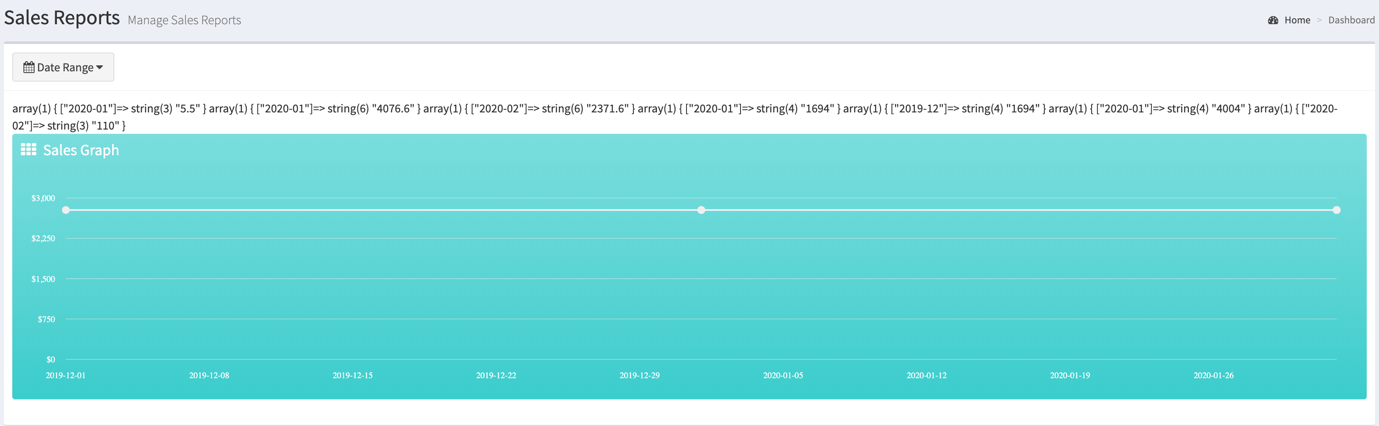 Sales Reports Manage Sales Reports
Home > Dashboard
Date Range
array(1) { ["2020-01"]=> string(3) "5.5" } array(1) { ["2020-01"]=> string(6) "4076.6" } array(1) { ["2020-02"]=> string(6) "2371.6" } array(1) { ["2020-01"]=> string(4) "1694" } array(1) { ["2019-12"]=> string(4) "1694" } array(1) { ["2020-01"]=> string(4) "4004" } array(1) { ["2020-
02"]=> string(3) "110" }
Sales Graph
$3,000
$2,250
$1,500
$750
$0
2019-12-01 2019-12-08 2019-12-15 2019-12-22 2019-12-29 2020-01-05 2020-01-12 2020-01-19 2020-01-26